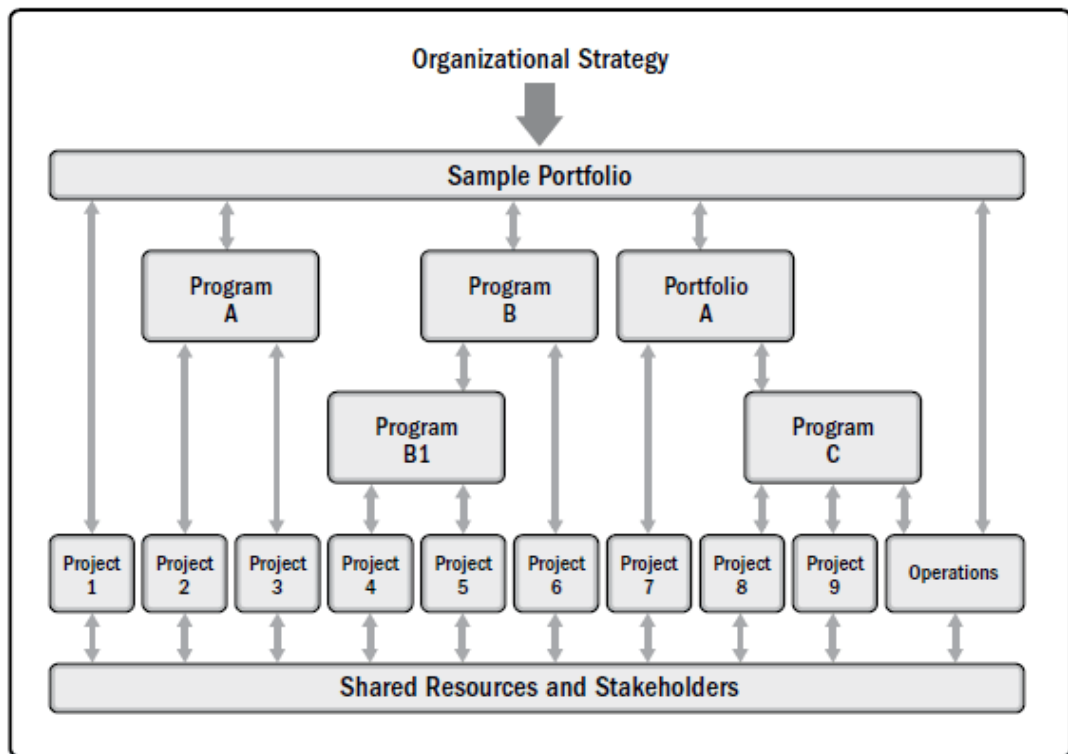 Organizational Strategy
Sample Portfolio
Program
A
Program
B
Portfolio
A
Program
B1
Program
C
Project
1
Project
2
Project
3
Project
4
Project
5
Project
6
Project
7
Project
8
Project
9
Operations
Shared Resources and Stakeholders